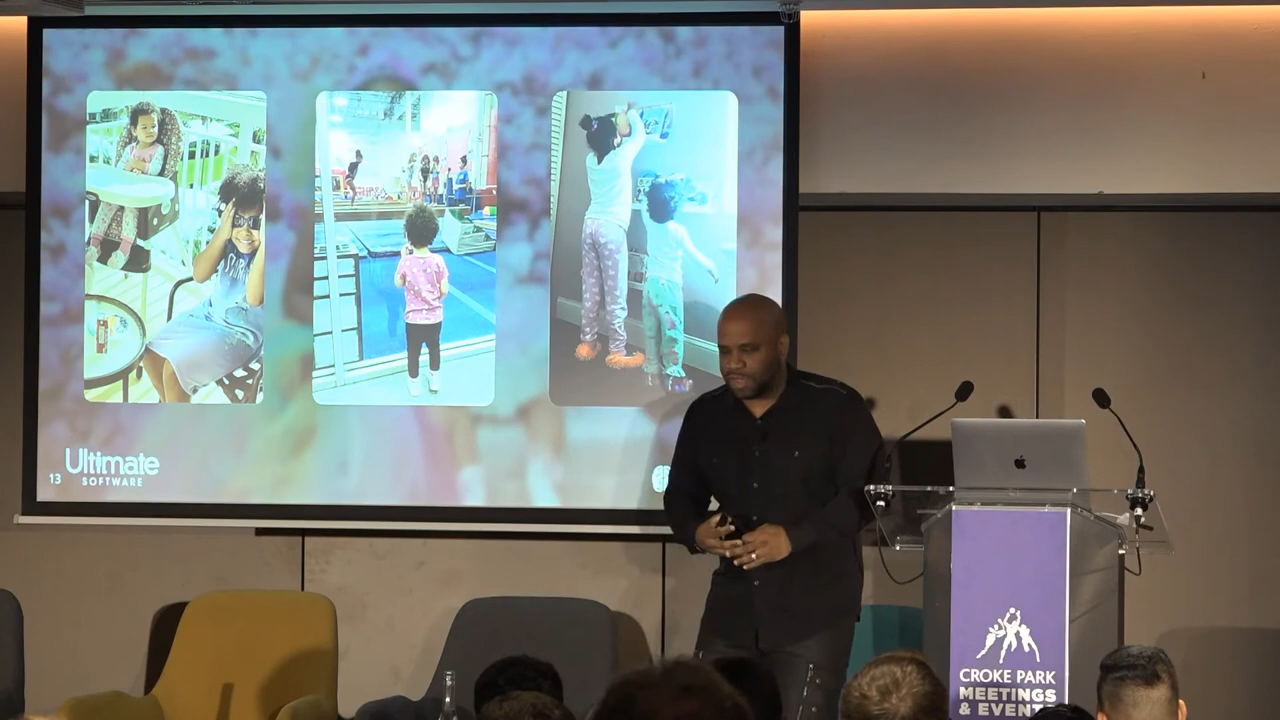 13
Ultimate
SOFTWARE
CROKE PARK
MEETINGS
& EVENTS